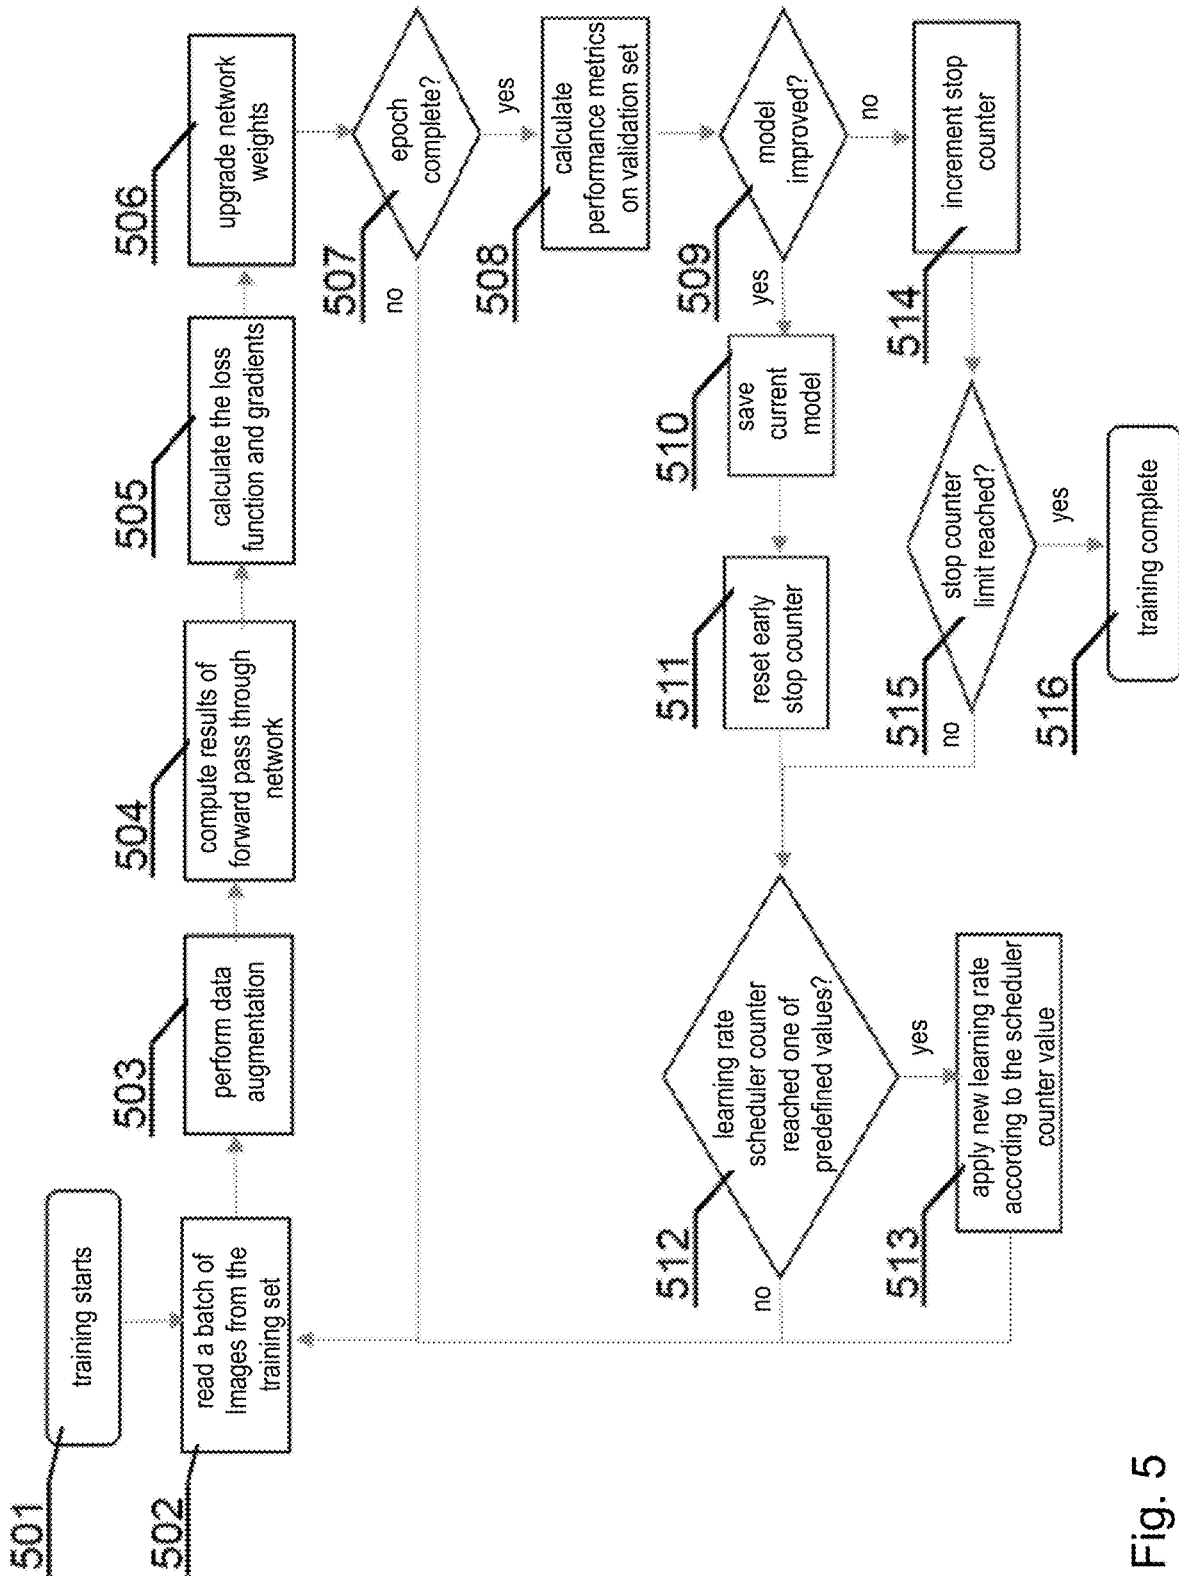 501
training starts
502
read a batch of
Images from the
training set
503
perform data
augmentation
504
compute results of
forward pass through
network
505
calculate the loss
function and gradients
506
upgrade network
weights
507
epoch
complete?
no
yes
508
calculate
performance metrics
on validation set
509
model
improved?
yes
no
510
save
current
model
511
reset early
stop counter
512
learning rate
scheduler counter
reached one of
predefined values?
no
yes
513
apply new learning rate
according to the scheduler
counter value
514
increment stop
counter
515
stop counter
limit reached?
no
yes
516
training complete
Fig. 5